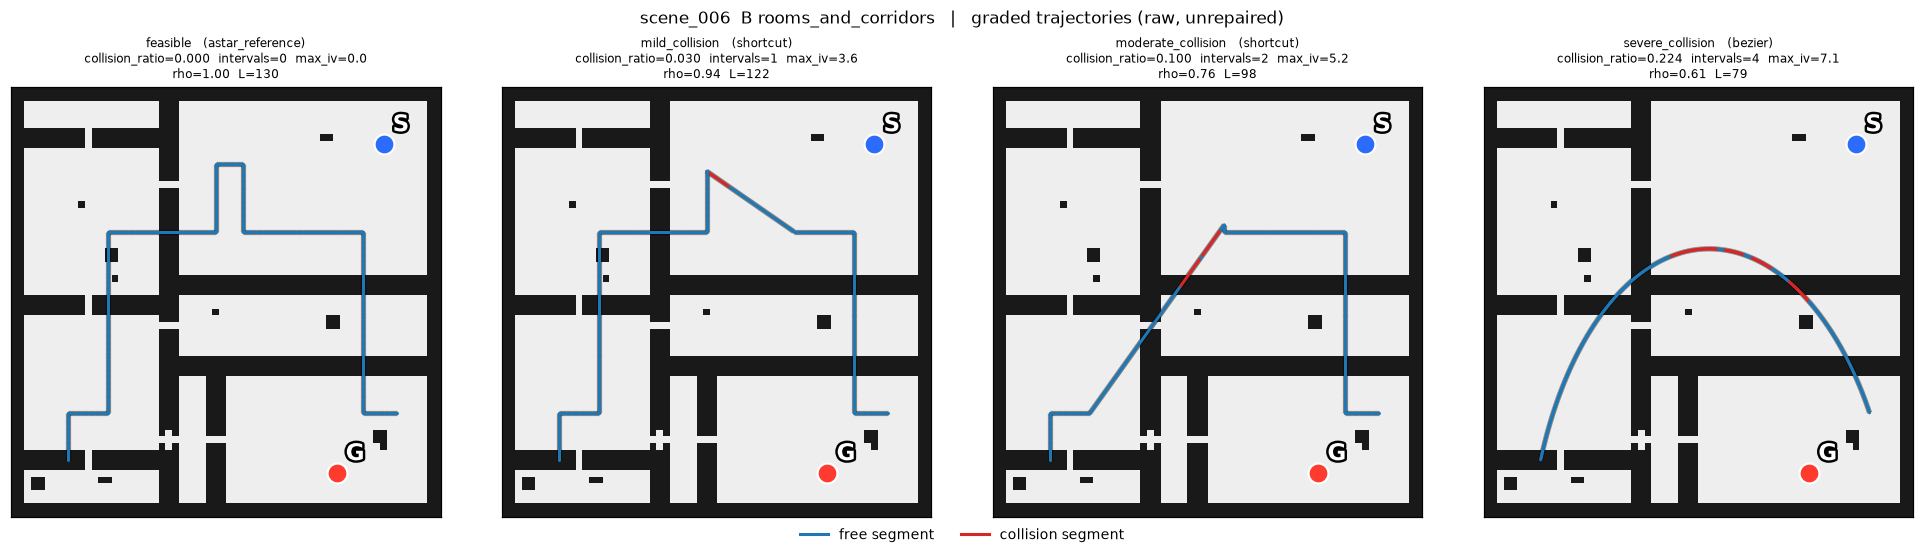 scene_006  B rooms_and_corridors   |   graded trajectories (raw, unrepaired)
feasible   (astar_reference)
collision_ratio=0.000  intervals=0  max_iv=0.0
rho=1.00  L=130
S
G
mild_collision   (shortcut)
collision_ratio=0.030  intervals=1  max_iv=3.6
rho=0.94  L=122
S
G
moderate_collision   (shortcut)
collision_ratio=0.100  intervals=2  max_iv=5.2
rho=0.76  L=98
S
G
severe_collision   (bezier)
collision_ratio=0.224  intervals=4  max_iv=7.1
rho=0.61  L=79
S
G
free segment
collision segment